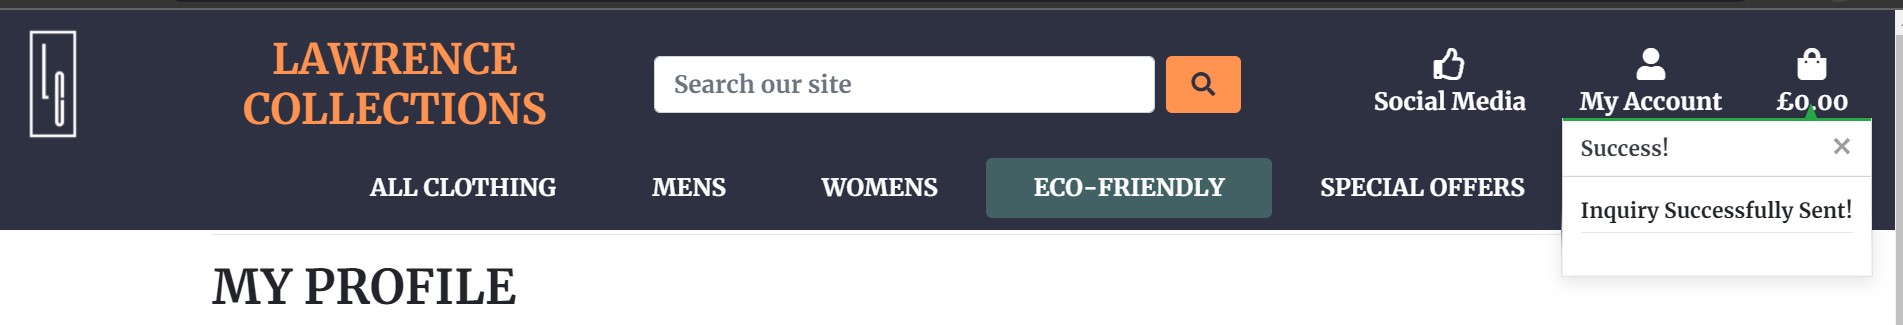 LAWRENCE
COLLECTIONS
Search our site
Social Media
My Account
£0.00
ALL CLOTHING
MENS
WOMENS
ECO-FRIENDLY
SPECIAL OFFERS
Success!
×
Inquiry Successfully Sent!
MY PROFILE